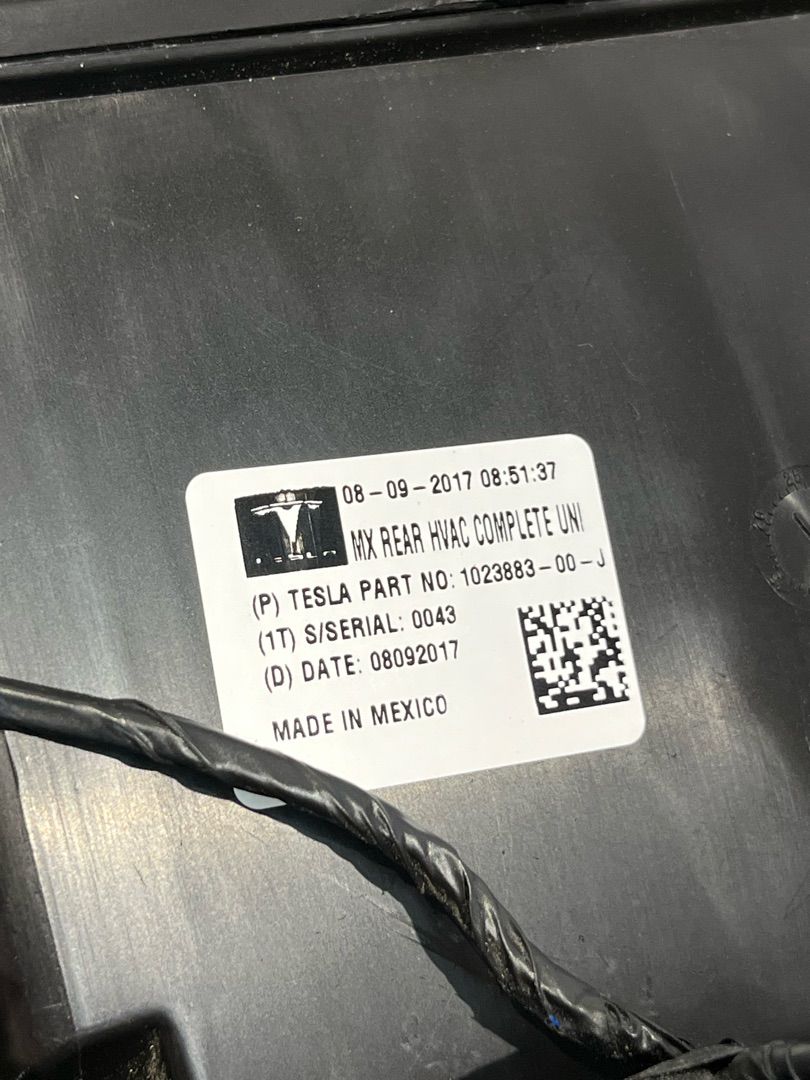 08-09-2017 08:51:37
TESLA
MX REAR HVAC COMPLETE UNI
(P) TESLA PART NO: 1023883-00-J
(1T) S/SERIAL: 0043
(D) DATE: 08092017
MADE IN MEXICO